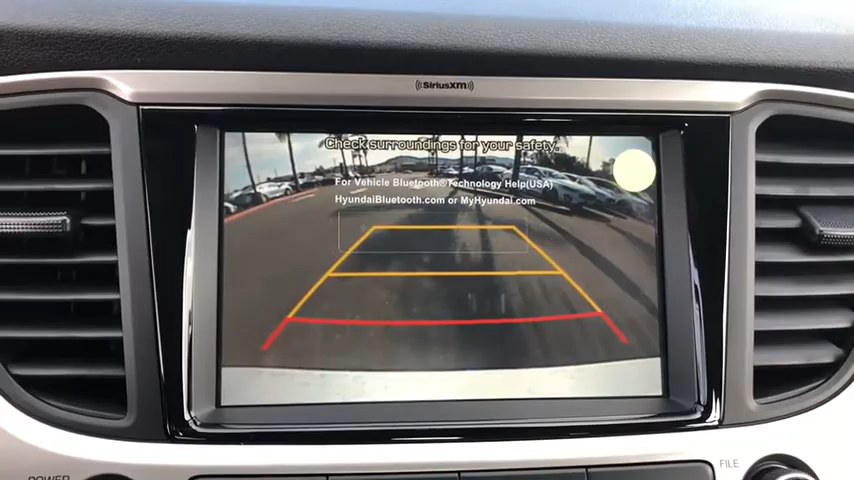 SiriusXM
Check surroundings for your safety.
For Vehicle Bluetooth®Technology Help(USA)
HyundaiBluetooth.com or MyHyundai.com
POWER
FILE